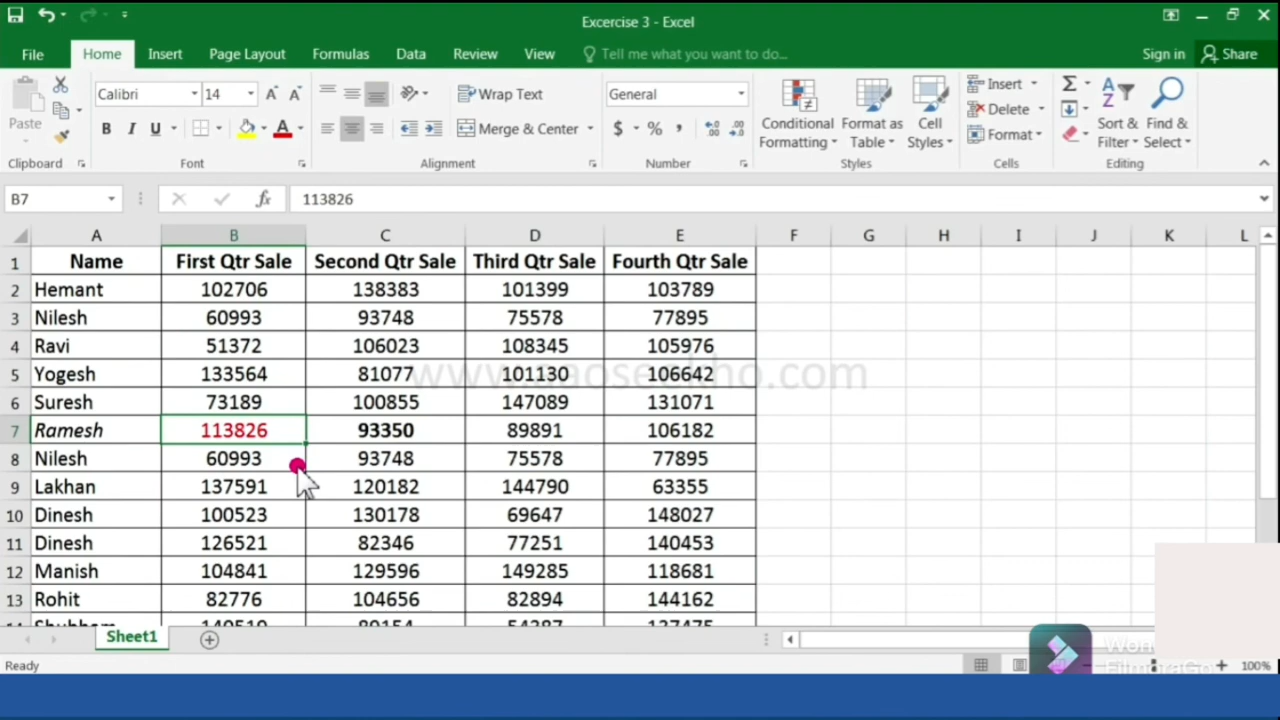 Excercise 3 - Excel
File Home Insert Page Layout Formulas Data Review View Tell me what you want to do... Sign in Share
Paste
Calibri 14
B I U
Wrap Text
Merge & Center
General
$ % ,
Conditional Formatting
Format as Table
Cell Styles
Insert
Delete
Format
Sort & Filter
Find & Select
Clipboard Font Alignment Number Styles Cells Editing
B7 fx 113826
A B C D E F G H I J K L
1 Name First Qtr Sale Second Qtr Sale Third Qtr Sale Fourth Qtr Sale
2 Hemant 102706 138383 101399 103789
3 Nilesh 60993 93748 75578 77895
4 Ravi 51372 106023 108345 105976
5 Yogesh 133564 81077 101130 106642
6 Suresh 73189 100855 147089 131071
7 Ramesh 113826 93350 89891 106182
8 Nilesh 60993 93748 75578 77895
9 Lakhan 137591 120182 144790 63355
10 Dinesh 100523 130178 69647 148027
11 Dinesh 126521 82346 77251 140453
12 Manish 104841 129596 149285 118681
13 Rohit 82776 104656 82894 144162
Sheet1
Ready 100%
FilmoraGo